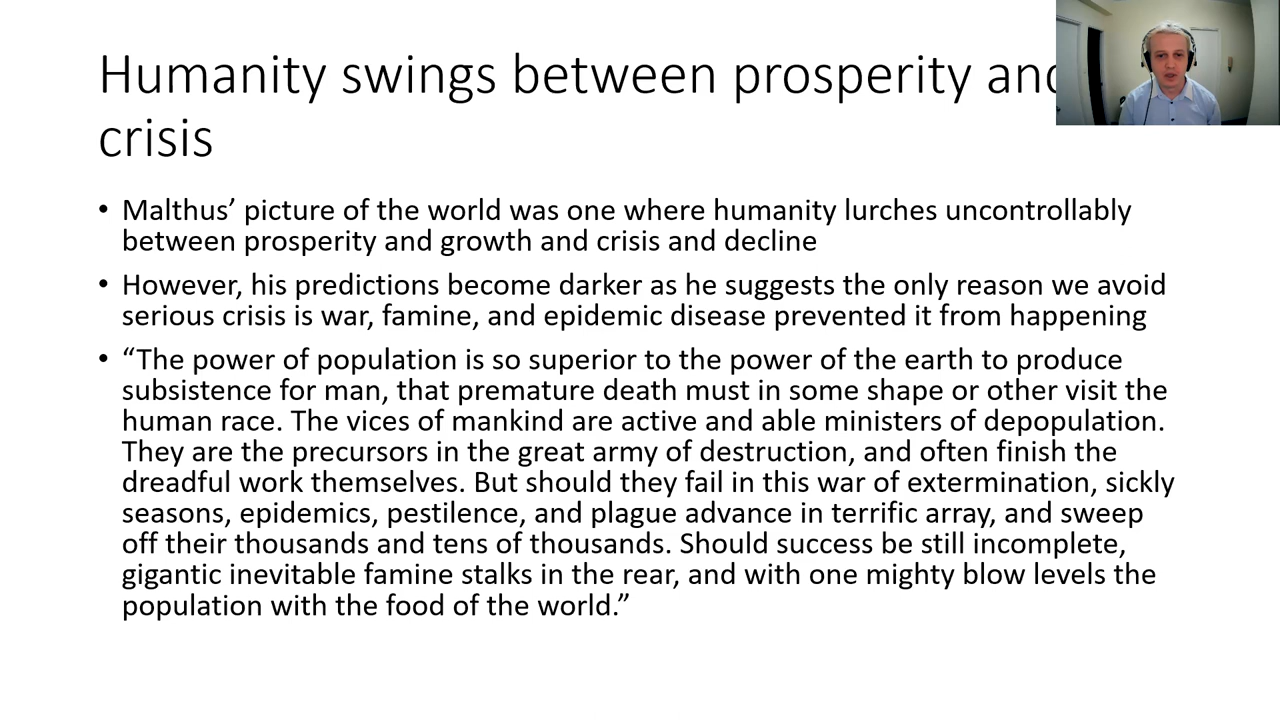 Humanity swings between prosperity and
crisis
• Malthus’ picture of the world was one where humanity lurches uncontrollably
between prosperity and growth and crisis and decline
• However, his predictions become darker as he suggests the only reason we avoid
serious crisis is war, famine, and epidemic disease prevented it from happening
• “The power of population is so superior to the power of the earth to produce
subsistence for man, that premature death must in some shape or other visit the
human race. The vices of mankind are active and able ministers of depopulation.
They are the precursors in the great army of destruction, and often finish the
dreadful work themselves. But should they fail in this war of extermination, sickly
seasons, epidemics, pestilence, and plague advance in terrific array, and sweep
off their thousands and tens of thousands. Should success be still incomplete,
gigantic inevitable famine stalks in the rear, and with one mighty blow levels the
population with the food of the world.”